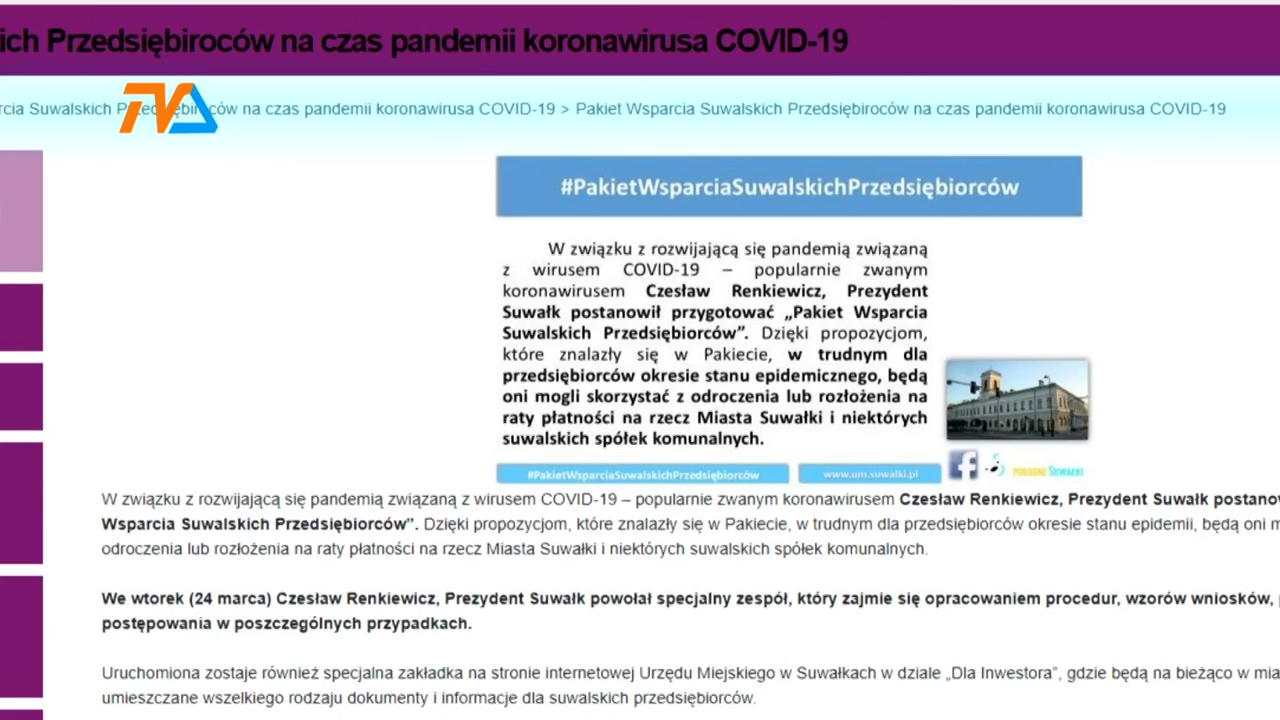 ich Przedsiębioroców na czas pandemii koronawirusa COVID-19
TVA
rcia Suwalskich Przedsiębioroców na czas pandemii koronawirusa COVID-19 > Pakiet Wsparcia Suwalskich Przedsiębioroców na czas pandemii koronawirusa COVID-19
#PakietWsparciaSuwalskichPrzedsiębiorców
W związku z rozwijającą się pandemią związaną
z wirusem COVID-19 – popularnie zwanym
koronawirusem Czesław Renkiewicz, Prezydent
Suwałk postanowił przygotować „Pakiet Wsparcia
Suwalskich Przedsiębiorców”. Dzięki propozycjom,
które znalazły się w Pakiecie, w trudnym dla
przedsiębiorców okresie stanu epidemicznego, będą
oni mogli skorzystać z odroczenia lub rozłożenia na
raty płatności na rzecz Miasta Suwałki i niektórych
suwalskich spółek komunalnych.
#PakietWsparciaSuwalskichPrzedsiębiorców
www.um.suwalki.pl
f
POGODNE SUWAŁKI
W związku z rozwijającą się pandemią związaną z wirusem COVID-19 – popularnie zwanym koronawirusem Czesław Renkiewicz, Prezydent Suwałk postanow
Wsparcia Suwalskich Przedsiębiorców”. Dzięki propozycjom, które znalazły się w Pakiecie, w trudnym dla przedsiębiorców okresie stanu epidemii, będą oni m
odroczenia lub rozłożenia na raty płatności na rzecz Miasta Suwałki i niektórych suwalskich spółek komunalnych.
We wtorek (24 marca) Czesław Renkiewicz, Prezydent Suwałk powołał specjalny zespół, który zajmie się opracowaniem procedur, wzorów wniosków,
postępowania w poszczególnych przypadkach.
Uruchomiona zostaje również specjalna zakładka na stronie internetowej Urzędu Miejskiego w Suwałkach w dziale „Dla Inwestora”, gdzie będą na bieżąco w mia
umieszczane wszelkiego rodzaju dokumenty i informacje dla suwalskich przedsiębiorców.